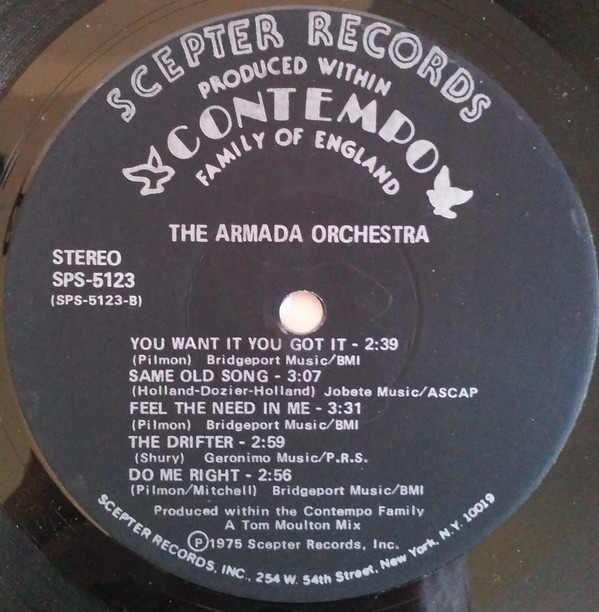 SCEPTER RECORDS
PRODUCED WITHIN
CONTEMPO
FAMILY OF ENGLAND
THE ARMADA ORCHESTRA
STEREO
SPS-5123
(SPS-5123-B)
YOU WANT IT YOU GOT IT - 2:39
(Pilmon) Bridgeport Music/BMI
SAME OLD SONG - 3:07
(Holland-Dozier-Holland) Jobete Music/ASCAP
FEEL THE NEED IN ME - 3:31
(Pilmon) Bridgeport Music/BMI
THE DRIFTER - 2:59
(Shury) Geronimo Music/P.R.S.
DO ME RIGHT - 2:56
(Pilmon/Mitchell) Bridgeport Music/BMI
Produced within the Contempo Family
A Tom Moulton Mix
Ⓟ1975 Scepter Records, Inc.
SCEPTER RECORDS, INC., 254 W. 54th Street, New York, N.Y. 10019